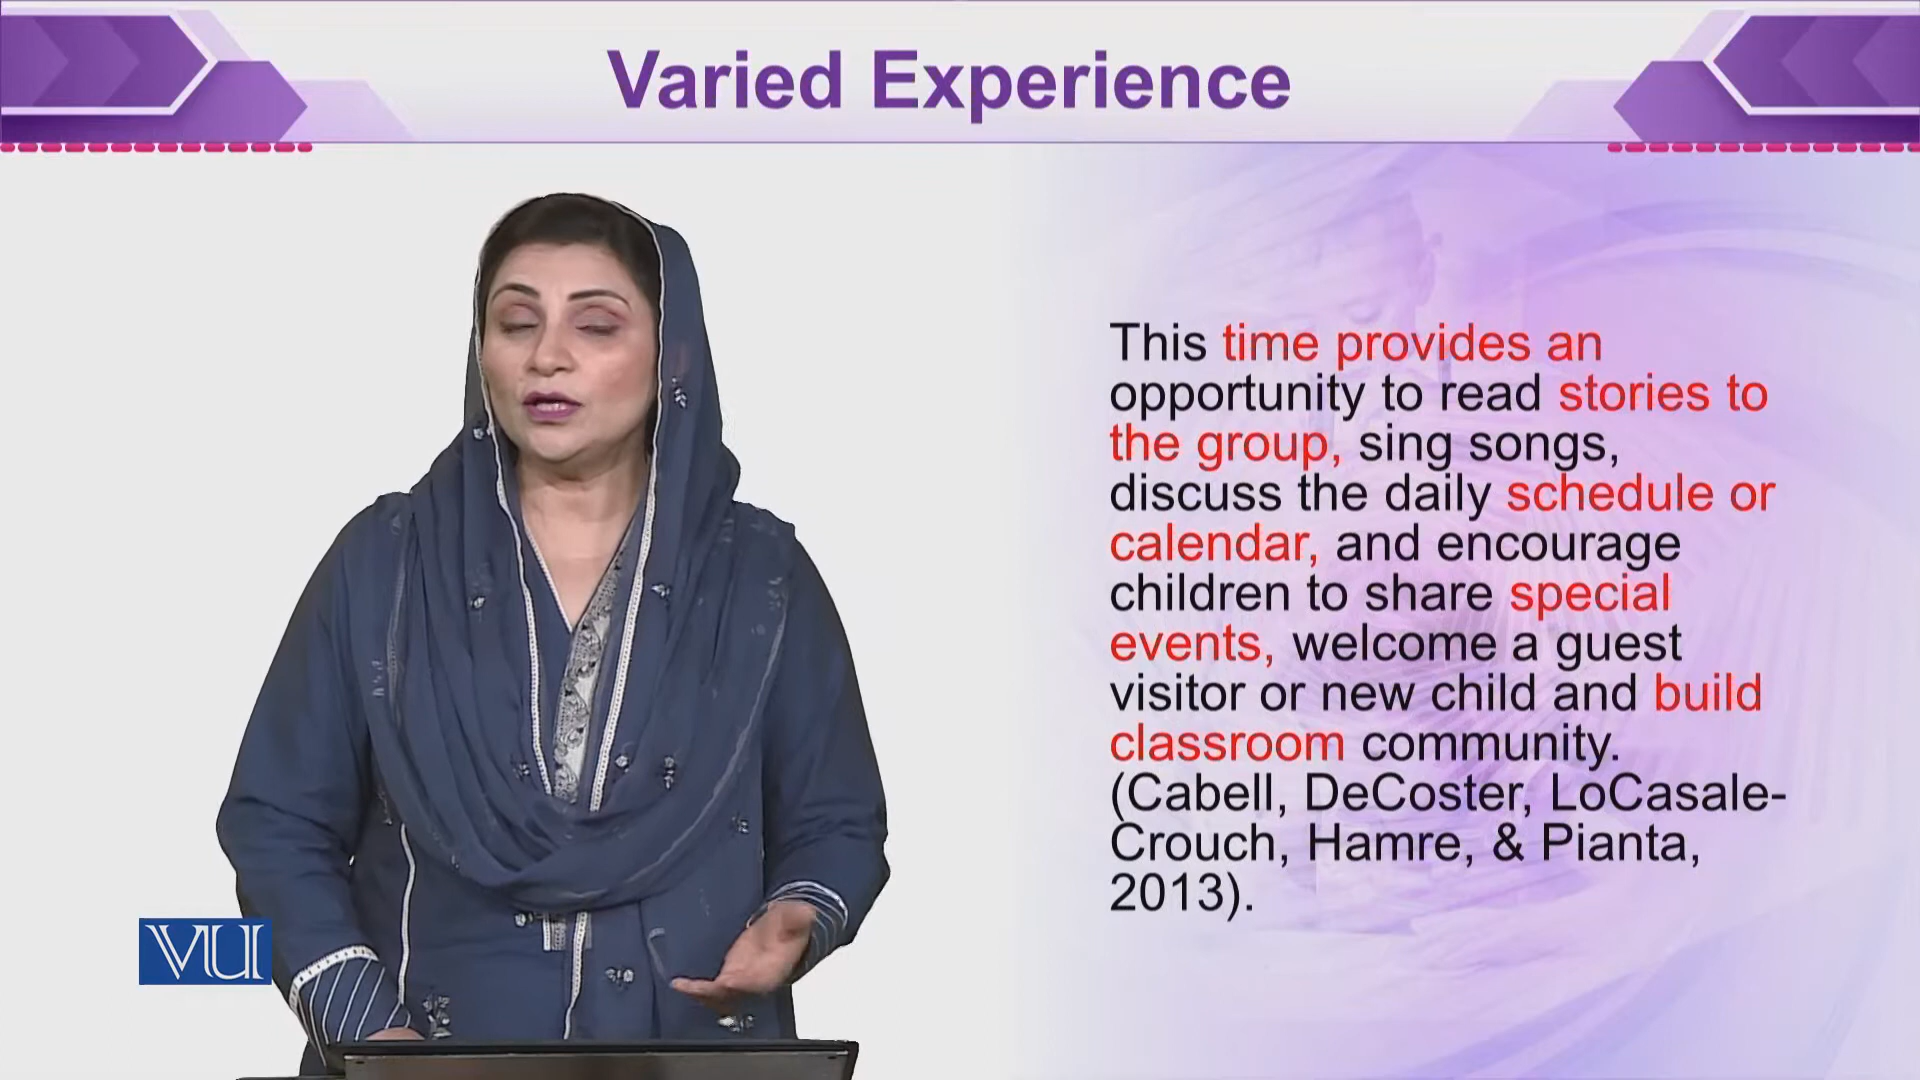 Varied Experience
This time provides an
opportunity to read stories to
the group, sing songs,
discuss the daily schedule or
calendar, and encourage
children to share special
events, welcome a guest
visitor or new child and build
classroom community.
(Cabell, DeCoster, LoCasale-
Crouch, Hamre, & Pianta,
2013).
VU